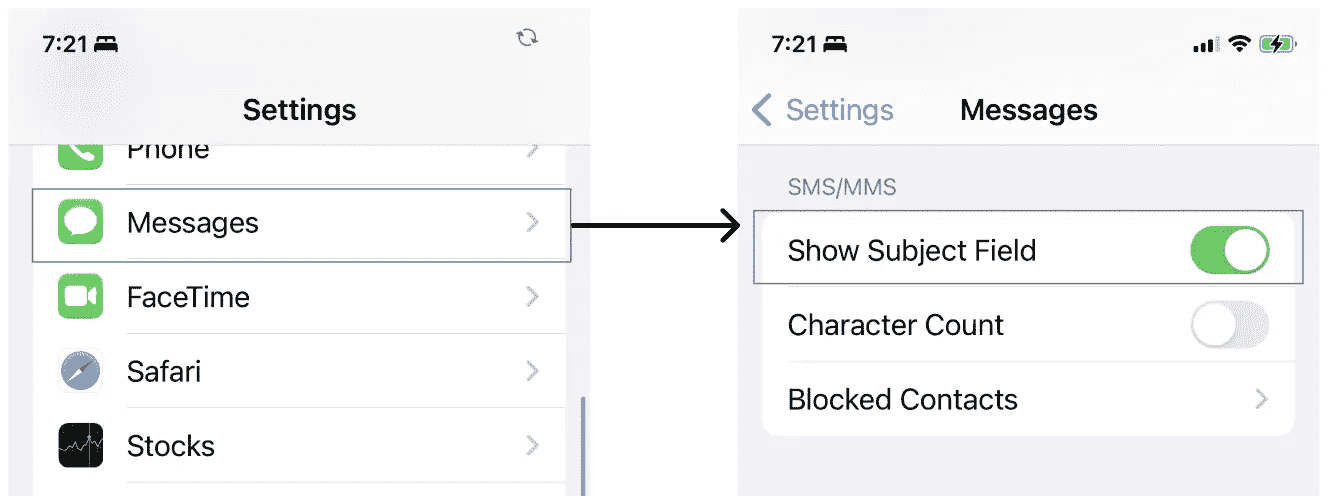 7:21
Settings
Phone
Messages
FaceTime
Safari
Stocks
7:21
Settings
Messages
SMS/MMS
Show Subject Field
Character Count
Blocked Contacts